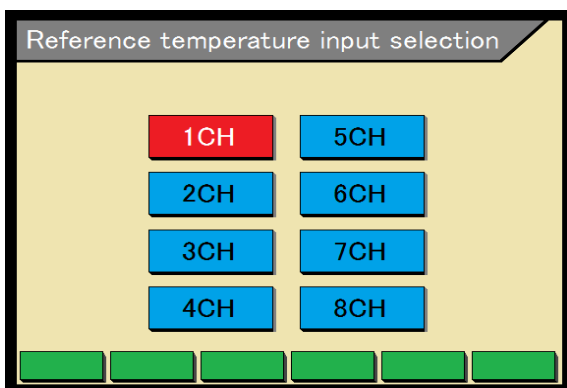 Reference temperature input selection
1CH
5CH
2CH
6CH
3CH
7CH
4CH
8CH